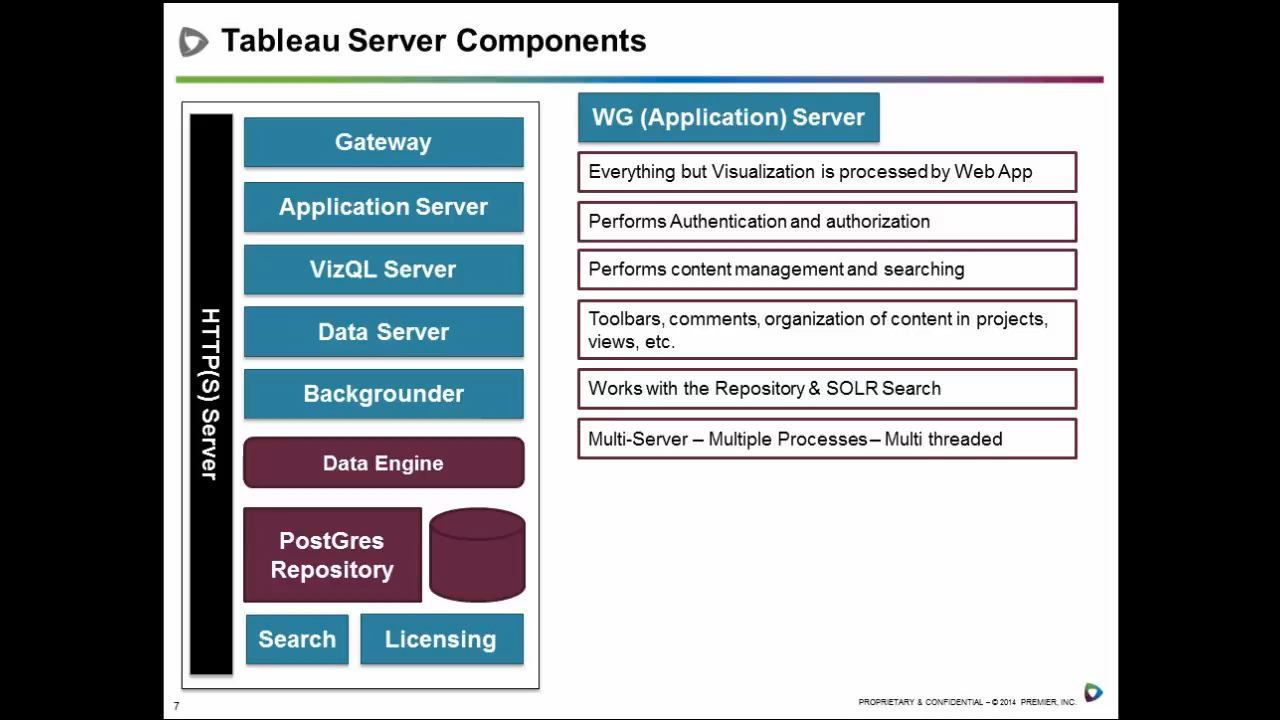 Tableau Server Components
HTTP(S) Server
Gateway
Application Server
VizQL Server
Data Server
Backgrounder
Data Engine
PostGres
Repository
Search
Licensing
WG (Application) Server
Everything but Visualization is processed by Web App
Performs Authentication and authorization
Performs content management and searching
Toolbars, comments, organization of content in projects,
views, etc.
Works with the Repository & SOLR Search
Multi-Server – Multiple Processes – Multi threaded
7
PROPRIETARY & CONFIDENTIAL – © 2014 PREMIER, INC.